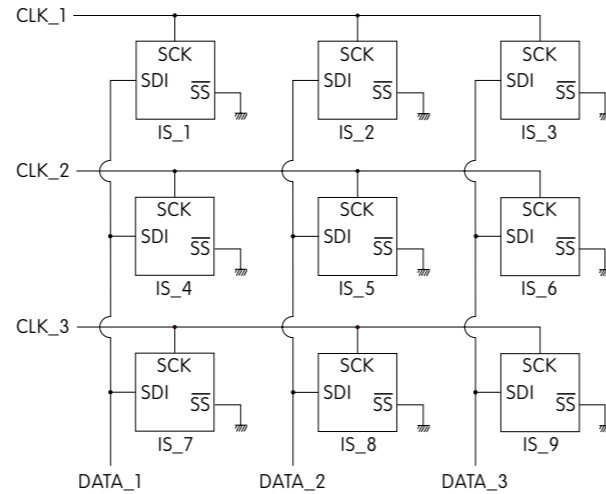 CLK_1
SCK SCK SCK
SDI SDI SDI
SS SS SS
IS_1 IS_2 IS_3
CLK_2
SCK SCK SCK
SDI SDI SDI
SS SS SS
IS_4 IS_5 IS_6
CLK_3
SCK SCK SCK
SDI SDI SDI
SS SS SS
IS_7 IS_8 IS_9
DATA_1 DATA_2 DATA_3